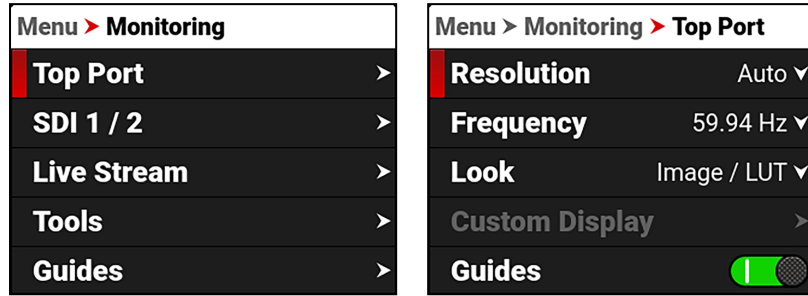 Menu > Monitoring
Top Port
SDI 1 / 2
Live Stream
Tools
Guides
Menu > Monitoring > Top Port
Resolution Auto
Frequency 59.94 Hz
Look Image / LUT
Custom Display
Guides